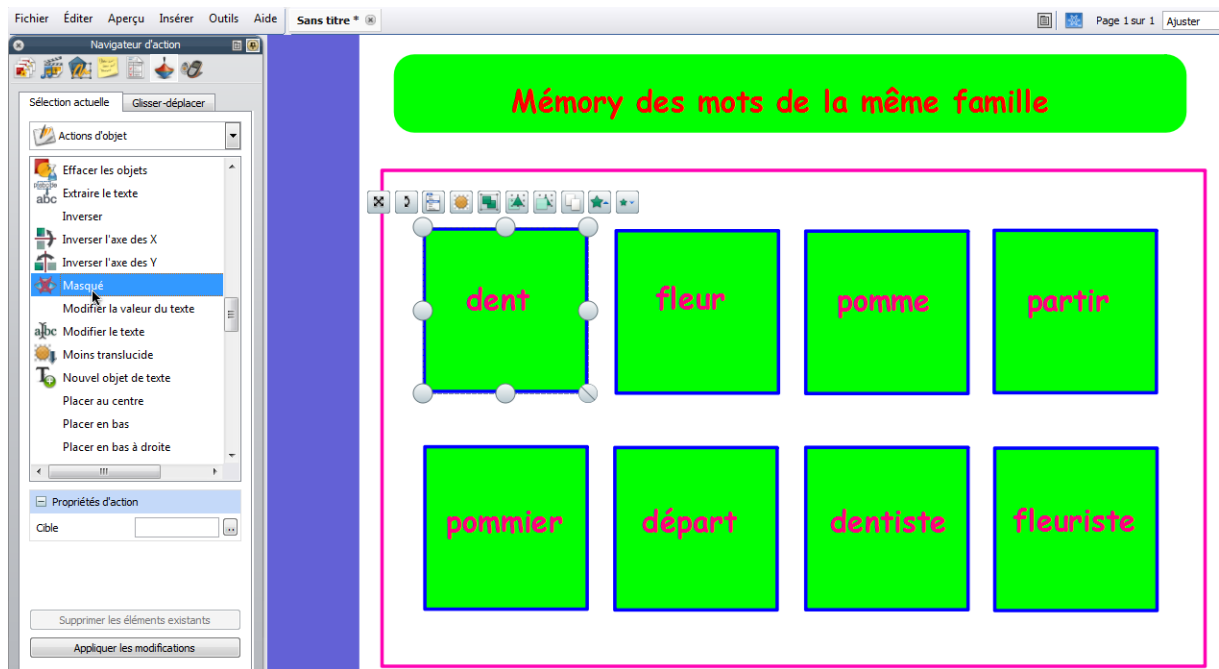 Fichier Éditer Aperçu Insérer Outils Aide Sans titre * Page 1 sur 1 Ajuster
Navigateur d'action
Sélection actuelle Glisser-déplacer
Actions d'objet
Effacer les objets
abc Extraire le texte
Inverser
Inverser l'axe des X
Inverser l'axe des Y
Masqué
Modifier la valeur du texte
Modifier le texte
Moins translucide
Nouvel objet de texte
Placer au centre
Placer en bas
Placer en bas à droite
Propriétés d'action
Cible ..
Supprimer les éléments existants
Appliquer les modifications
Mémory des mots de la même famille
dent fleur pomme partir
pommier départ dentiste fleuriste